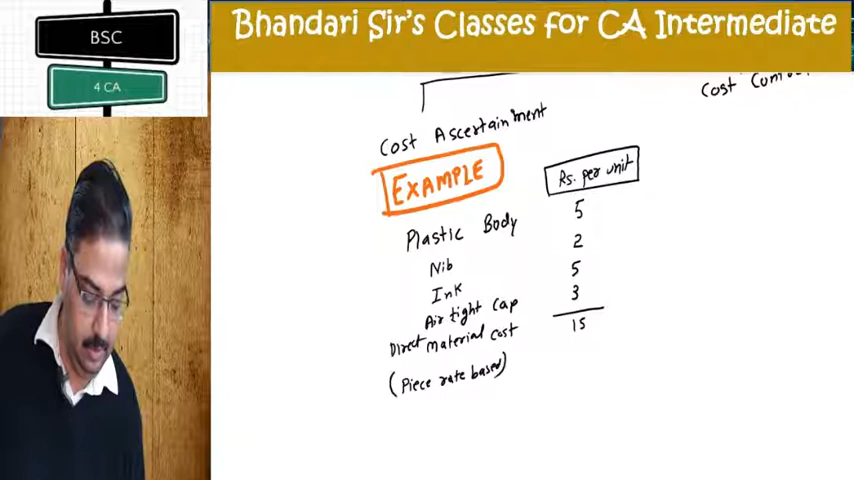 BSC
4 CA
Bhandari Sir's Classes for CA Intermediate
Cost
Cost Ascertainment
EXAMPLE
Rs. per unit
Plastic Body 5
Nib 2
Ink 5
Air tight Cap 3
Direct Material Cost 15
(Piece rate based)